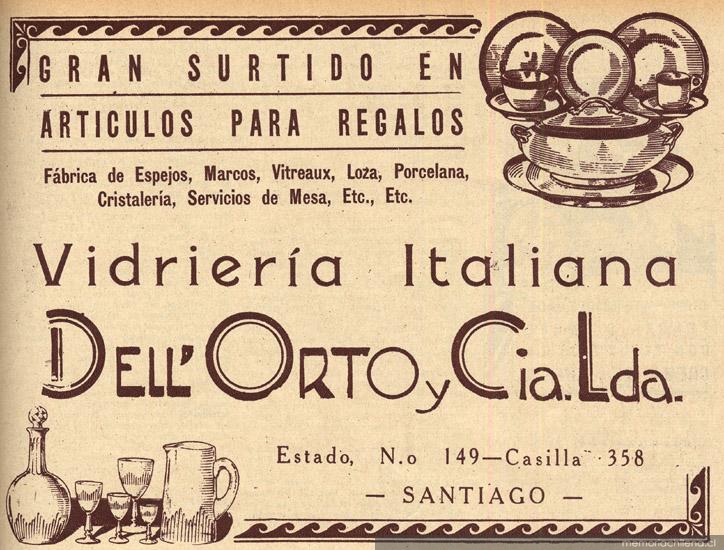 GRAN SURTIDO EN
ARTICULOS PARA REGALOS
Fábrica de Espejos, Marcos, Vitreaux, Loza, Porcelana,
Cristalería, Servicios de Mesa, Etc., Etc.
Vidriería Italiana
DELL' ORTO y Cia. Lda.
Estado, N.o 149—Casilla 358
— SANTIAGO —
memoriachilena.cl